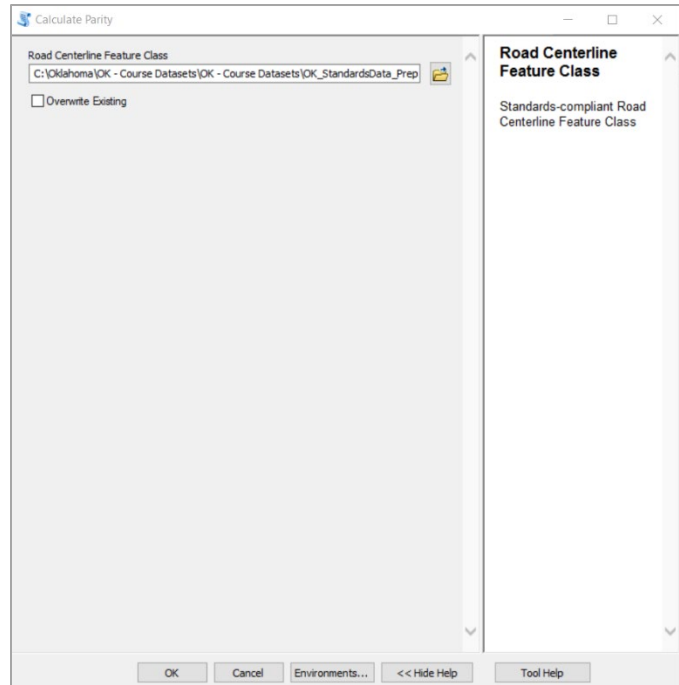 Calculate Parity
Road Centerline Feature Class
C:\Oklahoma\OK - Course Datasets\OK - Course Datasets\OK_StandardsData_Prep
Overwrite Existing
Road Centerline
Feature Class
Standards-compliant Road
Centerline Feature Class
OK
Cancel
Environments...
<< Hide Help
Tool Help